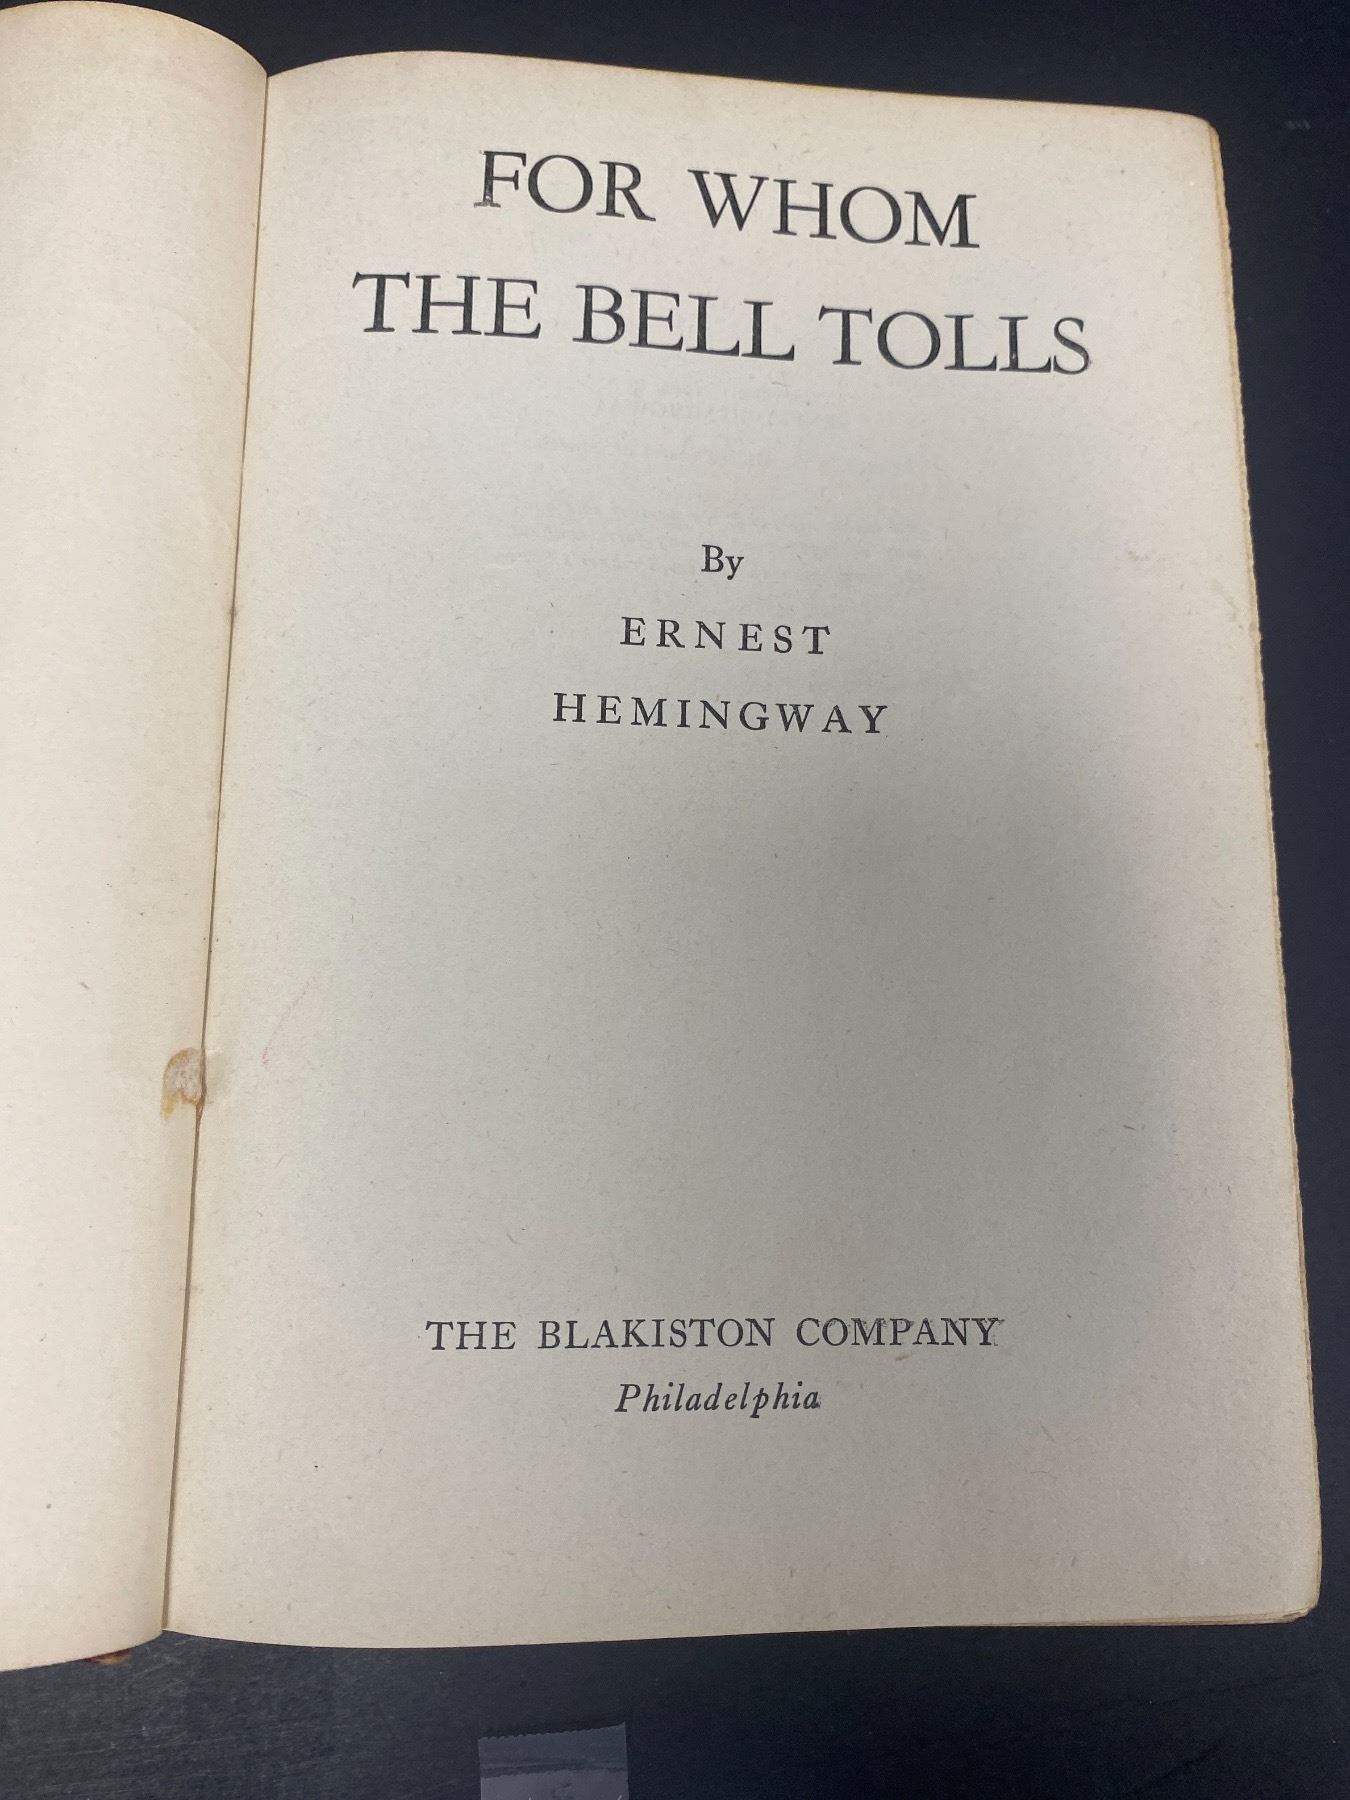 FOR WHOM
THE BELL TOLLS
By
ERNEST
HEMINGWAY
THE BLAKISTON COMPANY
Philadelphia